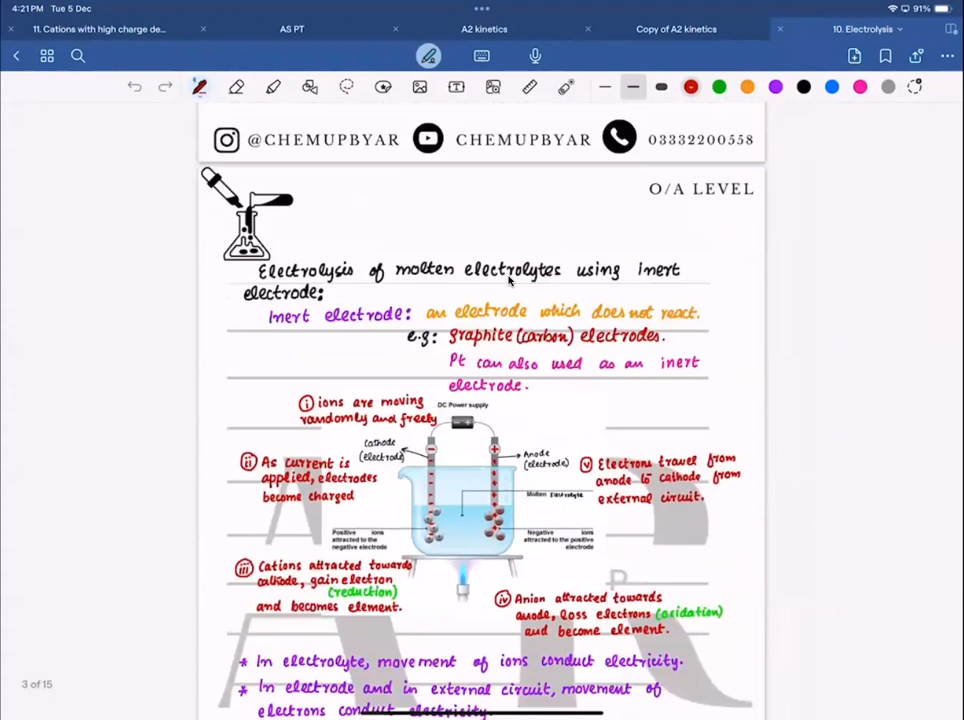 4:21 PM Tue 5 Dec
91%
11. Cations with high charge de...
AS PT
A2 kinetics
Copy of A2 kinetics
10. Electrolysis
@CHEMUPBYAR CHEMUPBYAR 03332200558
O/A LEVEL
Electrolysis of molten electrolytes using inert
electrode:
Inert electrode: an electrode which does not react.
e.g: graphite (carbon) electrodes.
Pt can also used as an inert
electrode.
(i) ions are moving
randomly and freely
DC Power supply
Cathode
(electrode)
Anode
(electrode)
(ii) As current is
applied, electrodes
become charged
(v) Electrons travel from
anode to cathode from
external circuit.
Molten Electrolyte
Positive ions
attracted to the
negative electrode
Negative ions
attracted to the positive
electrode
(iii) Cations attracted towards
cathode, gain electron
(reduction)
and becomes element.
(iv) Anion attracted towards
anode, loss electrons (oxidation)
and become element.
* In electrolyte, movement of ions conduct electricity.
* In electrode and in external circuit, movement of
electrons conduct electricity.
3 of 15